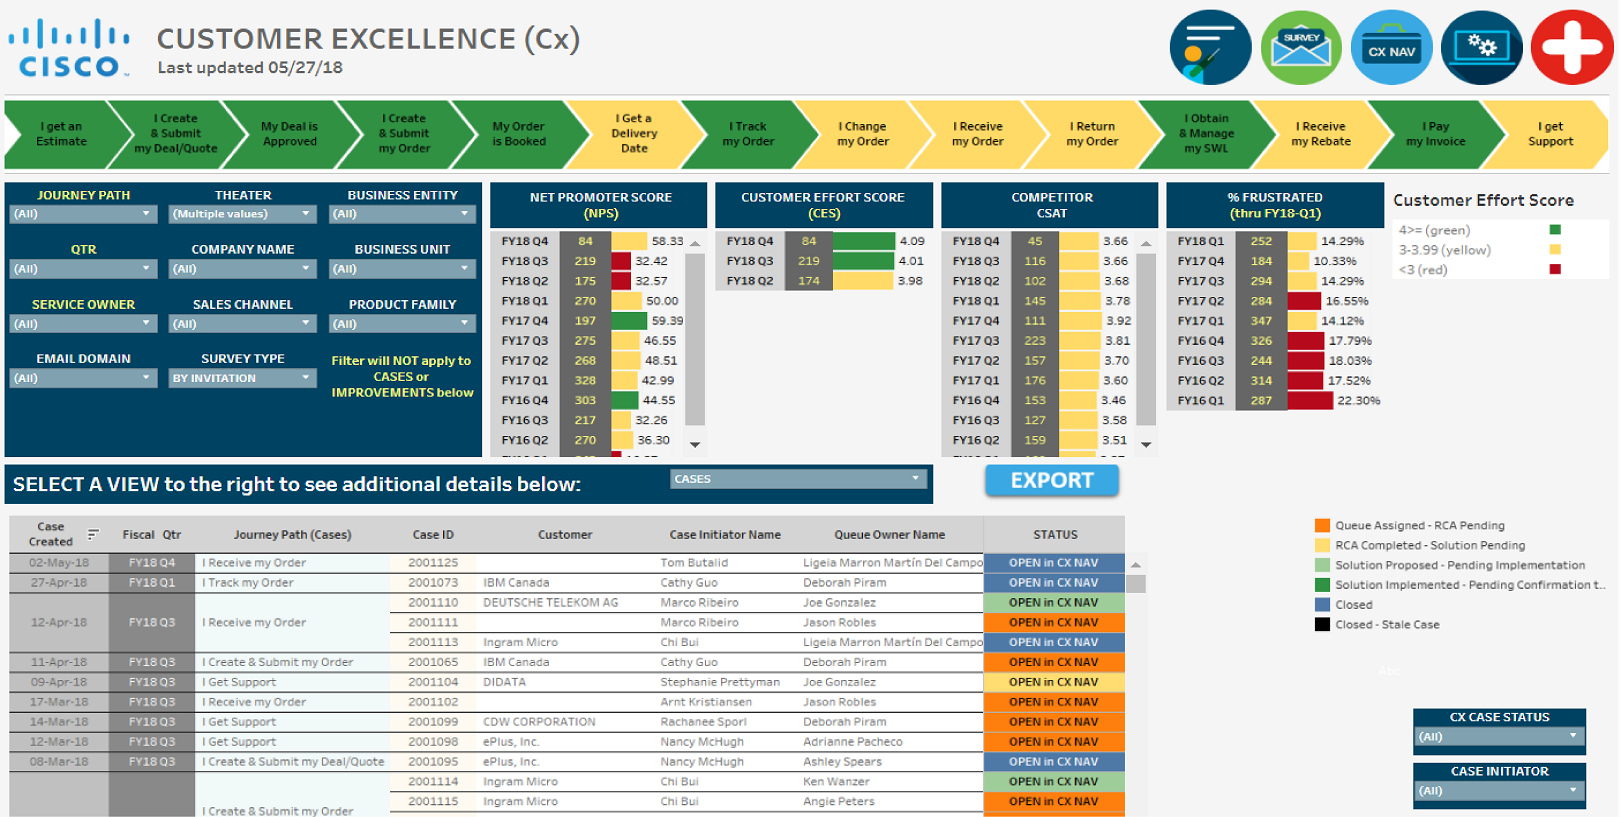 CISCO
CUSTOMER EXCELLENCE (Cx)
Last updated 05/27/18
SURVEY
CX NAV
I get an
Estimate
I Create
& Submit
my Deal/Quote
My Deal is
Approved
I Create
& Submit
my Order
My Order
is Booked
I Get a
Delivery
Date
I Track
my Order
I Change
my Order
I Receive
my Order
I Return
my Order
I Obtain
& Manage
my SWL
I Receive
my Rebate
I Pay
my Invoice
I get
Support
JOURNEY PATH THEATER BUSINESS ENTITY
(All) (Multiple values) (All)
QTR COMPANY NAME BUSINESS UNIT
(All) (All) (All)
SERVICE OWNER SALES CHANNEL PRODUCT FAMILY
(All) (All) (All)
EMAIL DOMAIN SURVEY TYPE
(All) BY INVITATION
Filter will NOT apply to
CASES or
IMPROVEMENTS below
NET PROMOTER SCORE
(NPS)
FY18 Q4 84 58.33
FY18 Q3 219 32.42
FY18 Q2 175 32.57
FY18 Q1 270 50.00
FY17 Q4 197 59.39
FY17 Q3 275 46.55
FY17 Q2 268 48.51
FY17 Q1 328 42.99
FY16 Q4 303 44.55
FY16 Q3 217 32.26
FY16 Q2 270 36.30
CUSTOMER EFFORT SCORE
(CES)
FY18 Q4 84 4.09
FY18 Q3 219 4.01
FY18 Q2 174 3.98
COMPETITOR
CSAT
FY18 Q4 45 3.66
FY18 Q3 116 3.66
FY18 Q2 102 3.68
FY18 Q1 145 3.78
FY17 Q4 111 3.92
FY17 Q3 223 3.81
FY17 Q2 157 3.70
FY17 Q1 176 3.60
FY16 Q4 153 3.46
FY16 Q3 127 3.58
FY16 Q2 159 3.51
% FRUSTRATED
(thru FY18-Q1)
FY18 Q1 252 14.29%
FY17 Q4 184 10.33%
FY17 Q3 294 14.29%
FY17 Q2 284 16.55%
FY17 Q1 347 14.12%
FY16 Q4 326 17.79%
FY16 Q3 244 18.03%
FY16 Q2 314 17.52%
FY16 Q1 287 22.30%
Customer Effort Score
4>= (green)
3-3.99 (yellow)
<3 (red)
SELECT A VIEW to the right to see additional details below:
CASES
EXPORT
Case
Created Fiscal Qtr Journey Path (Cases) Case ID Customer Case Initiator Name Queue Owner Name STATUS
02-May-18 FY18 Q4 I Receive my Order 2001125 Tom Butalid Ligeia Marron Martín Del Campo OPEN in CX NAV
27-Apr-18 FY18 Q1 I Track my Order 2001073 IBM Canada Cathy Guo Deborah Piram OPEN in CX NAV
2001110 DEUTSCHE TELEKOM AG Marco Ribeiro Joe Gonzalez OPEN in CX NAV
12-Apr-18 FY18 Q3 I Receive my Order 2001111 Marco Ribeiro Jason Robles OPEN in CX NAV
2001113 Ingram Micro Chi Bui Ligeia Marron Martín Del Campo OPEN in CX NAV
11-Apr-18 FY18 Q3 I Create & Submit my Order 2001065 IBM Canada Cathy Guo Deborah Piram OPEN in CX NAV
09-Apr-18 FY18 Q3 I Get Support 2001104 DIDATA Stephanie Prettyman Joe Gonzalez OPEN in CX NAV
17-Mar-18 FY18 Q3 I Receive my Order 2001102 Arnt Kristiansen Jason Robles OPEN in CX NAV
14-Mar-18 FY18 Q3 I Get Support 2001099 CDW CORPORATION Rachanee Sporl Deborah Piram OPEN in CX NAV
12-Mar-18 FY18 Q3 I Get Support 2001098 ePlus, Inc. Nancy McHugh Adrianne Pacheco OPEN in CX NAV
08-Mar-18 FY18 Q3 I Create & Submit my Deal/Quote 2001095 ePlus, Inc. Nancy McHugh Ashley Spears OPEN in CX NAV
2001114 Ingram Micro Chi Bui Ken Wanzer OPEN in CX NAV
2001115 Ingram Micro Chi Bui Angie Peters OPEN in CX NAV
I Create & Submit my Order
Queue Assigned - RCA Pending
RCA Completed - Solution Pending
Solution Proposed - Pending Implementation
Solution Implemented - Pending Confirmation t..
Closed
Closed - Stale Case
Abc
CX CASE STATUS
(All)
CASE INITIATOR
(All)